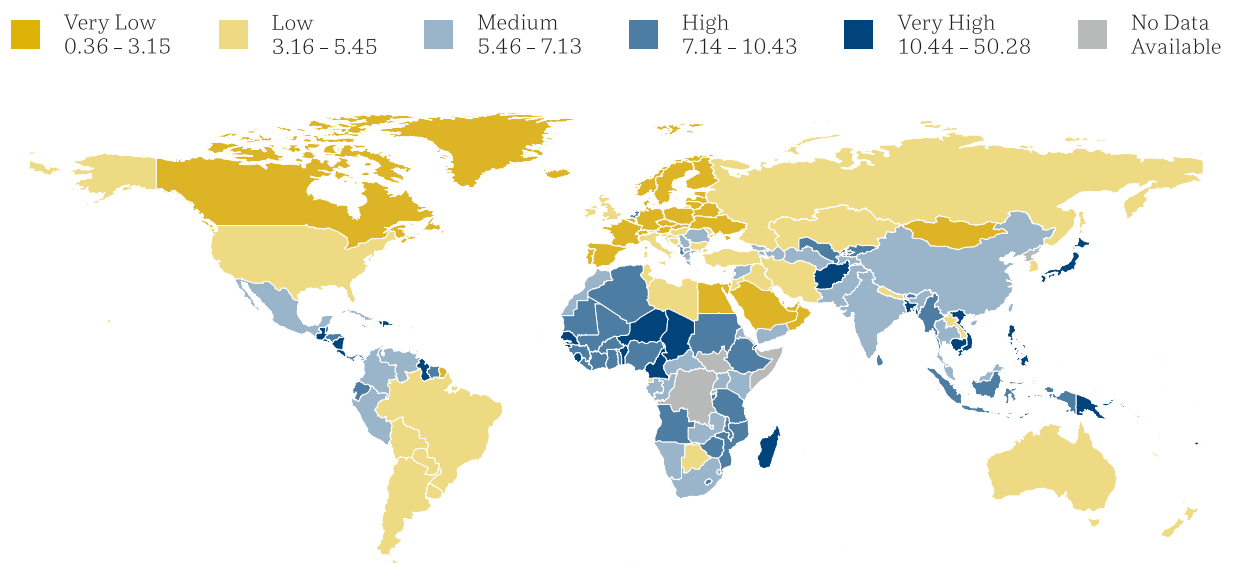 Very Low
0.36 – 3.15
Low
3.16 – 5.45
Medium
5.46 – 7.13
High
7.14 – 10.43
Very High
10.44 – 50.28
No Data
Available